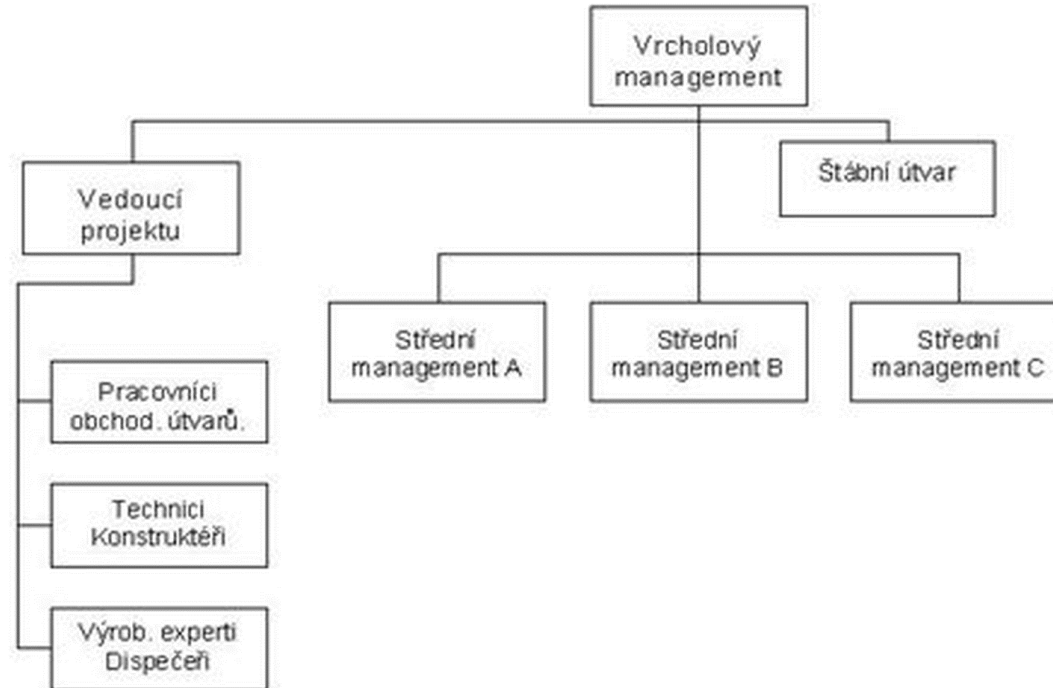 Vrcholový
management
Štábní útvar
Vedoucí
projektu
Střední
management A
Střední
management B
Střední
management C
Pracovníci
obchod. útvarů.
Technici
Konstruktéři
Výrob. experti
Dispečeři